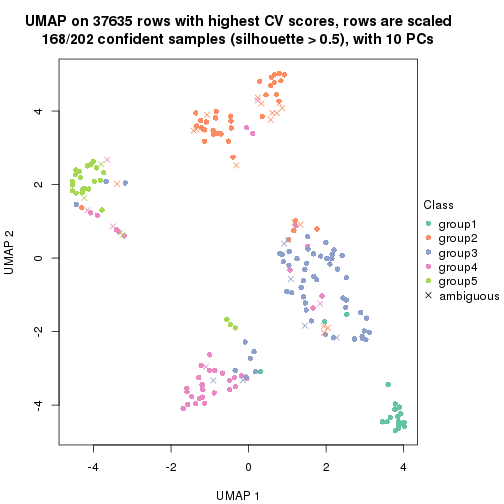 UMAP on 37635 rows with highest CV scores, rows are scaled
168/202 confident samples (silhouette > 0.5), with 10 PCs
4
2
0
-2
-4
UMAP 2
-4
-2
0
2
4
UMAP 1
Class
group1
group2
group3
group4
group5
ambiguous